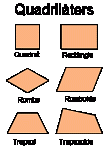 Quadrilàters
Quadrat Rectangle
Rombe Romboide
Trapezi Trapezoide